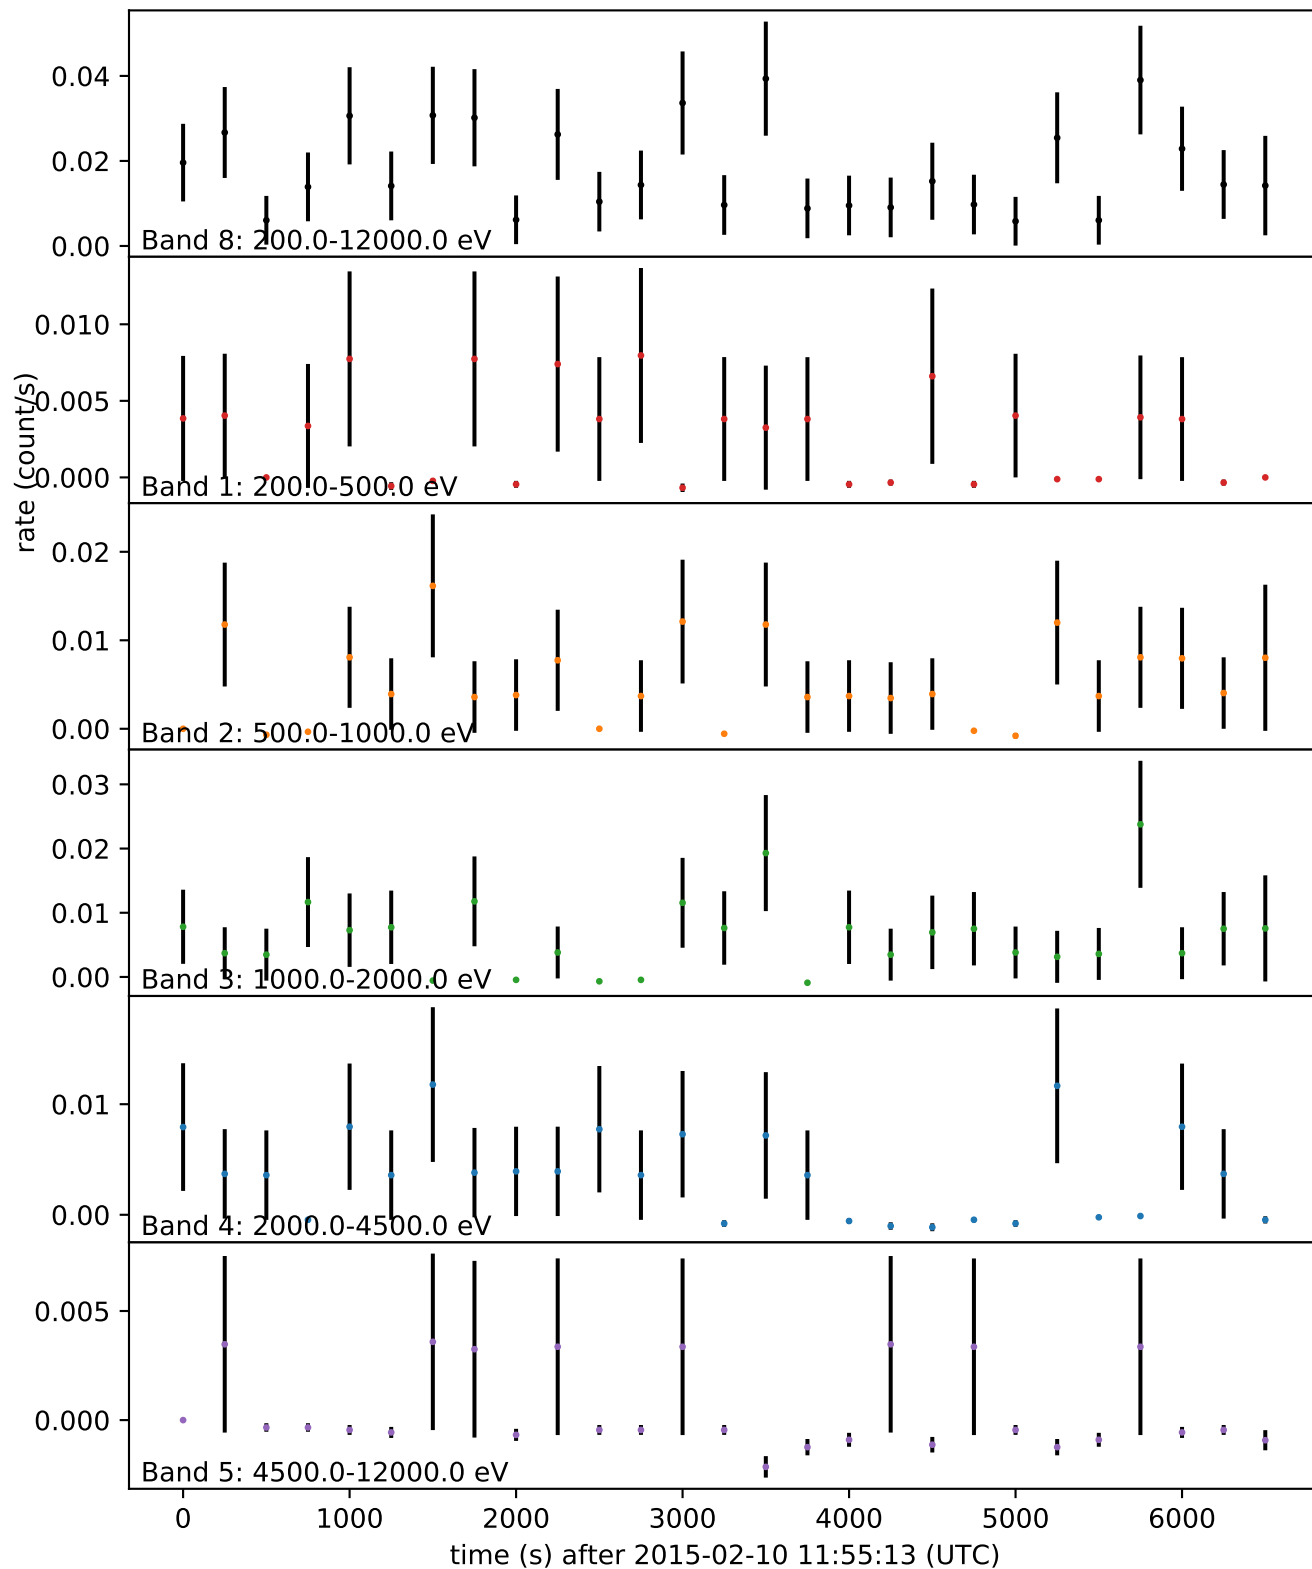 0.04
0.02
0.00
Band 8: 200.0-12000.0 eV
0.010
0.005
0.000
Band 1: 200.0-500.0 eV
rate (count/s)
0.02
0.01
0.00
Band 2: 500.0-1000.0 eV
0.03
0.02
0.01
0.00
Band 3: 1000.0-2000.0 eV
0.01
0.00
Band 4: 2000.0-4500.0 eV
0.005
0.000
Band 5: 4500.0-12000.0 eV
0 1000 2000 3000 4000 5000 6000
time (s) after 2015-02-10 11:55:13 (UTC)